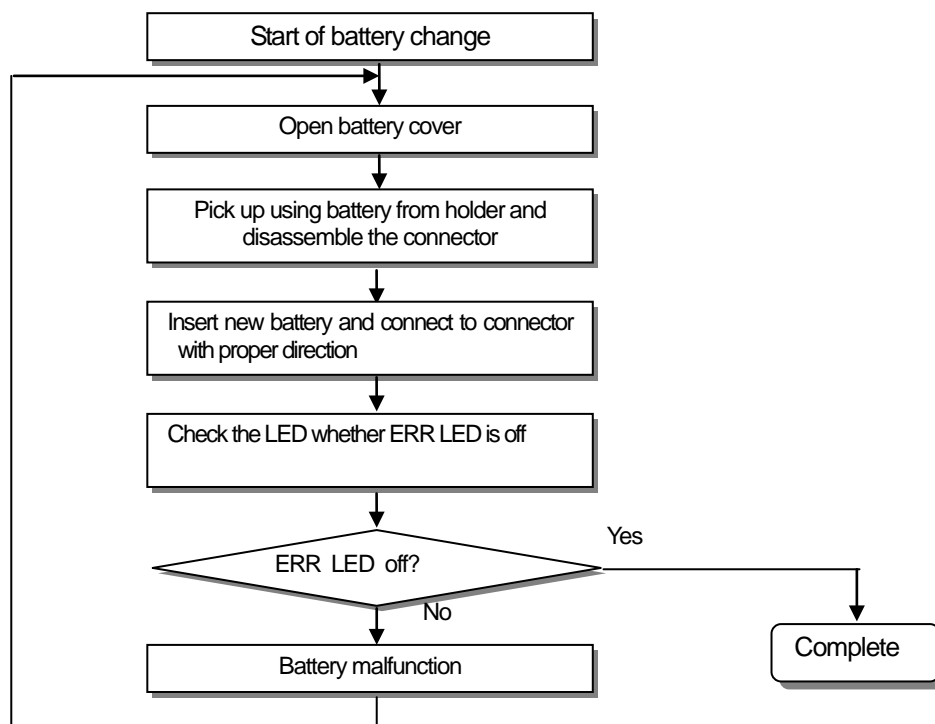 Start of battery change
Open battery cover
Pick up using battery from holder and
disassemble the connector
Insert new battery and connect to connector
with proper direction
Check the LED whether ERR LED is off
Yes
ERR LED off?
No
Complete
Battery malfunction